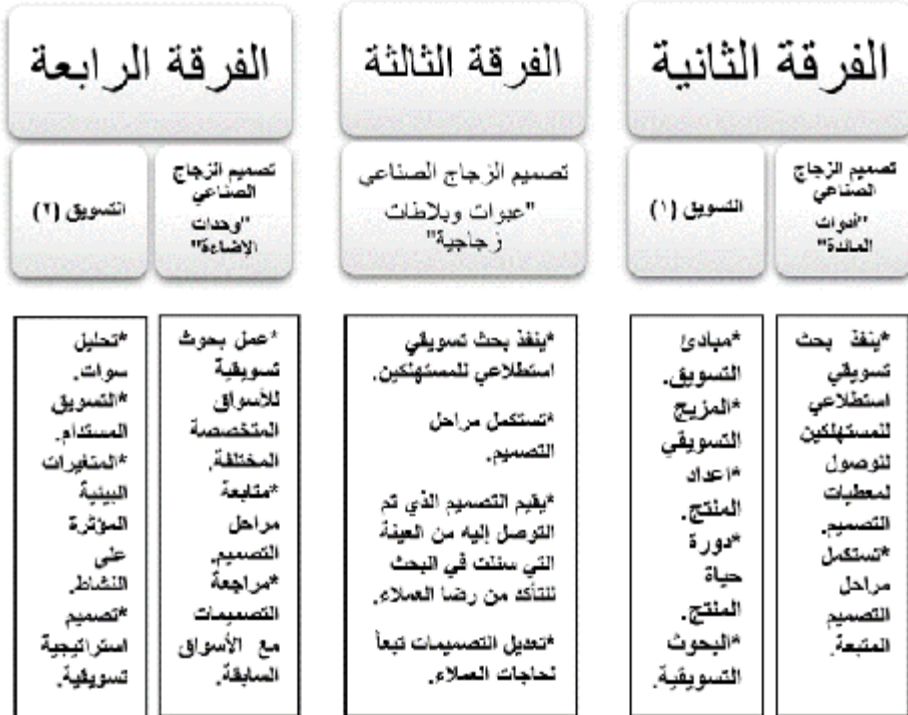 الفرقة الثانية
تصميم الزجاج
الصناعي
"أدوات
المائدة"
التسويق (١)
*ينفذ بحث
تسويقي
استطلاعي
للمستهلكين
للوصول
لمعطيات
التصميم.
*تستكمل
مراحل
التصميم
المتبعة.
*مبادئ
التسويق.
*المزيج
التسويقي
*اعداد
المنتج.
*دورة
حياة
المنتج.
*البحوث
التسويقية.
الفرقة الثالثة
تصميم الزجاج الصناعي
"عبوات وبلاطات
زجاجية"
*ينفذ بحث تسويقي
استطلاعي للمستهلكين.
*تستكمل مراحل
التصميم.
*يقيم التصميم الذي تم
التوصل إليه من العينة
التي سئلت في البحث
للتأكد من رضا العملاء.
*تعديل التصميمات تبعاً
لحاجات العملاء.
الفرقة الرابعة
تصميم الزجاج
الصناعي
"وحدات
الإضاءة"
التسويق (٢)
*عمل بحوث
تسويقية
للأسواق
المتخصصة
المختلفة.
*متابعة
مراحل
التصميم.
*مراجعة
التصميمات
مع الأسواق
السابقة.
*تحليل
سوات.
*التسويق
المستدام.
*المتغيرات
البيئية
المؤثرة
على
النشاط.
*تصميم
استراتيجية
تسويقية.